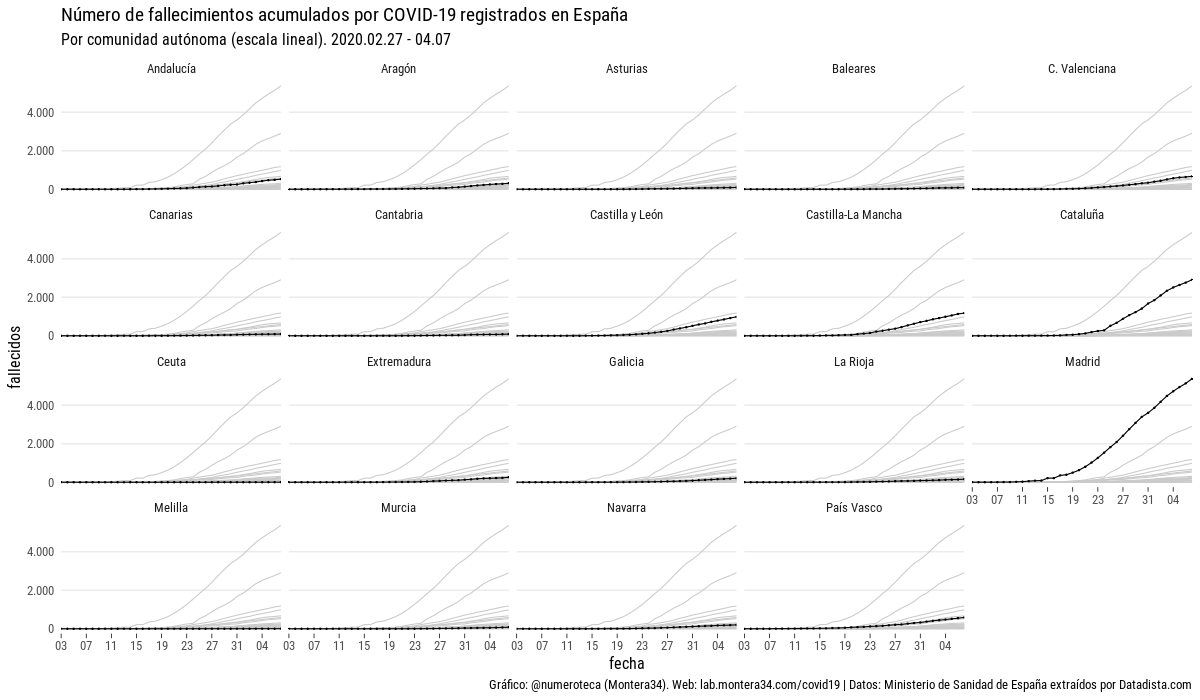 Número de fallecimientos acumulados por COVID-19 registrados en España
Por comunidad autónoma (escala lineal). 2020.02.27 - 04.07
Andalucía Aragón Asturias Baleares C. Valenciana
4.000
2.000
0
Canarias Cantabria Castilla y León Castilla-La Mancha Cataluña
4.000
2.000
0
fallecidos
Ceuta Extremadura Galicia La Rioja Madrid
4.000
2.000
0
03 07 11 15 19 23 27 31 04
Melilla Murcia Navarra País Vasco
4.000
2.000
0
03 07 11 15 19 23 27 31 04 03 07 11 15 19 23 27 31 04 03 07 11 15 19 23 27 31 04 03 07 11 15 19 23 27 31 04
fecha
Gráfico: @numeroteca (Montera34). Web: lab.montera34.com/covid19 | Datos: Ministerio de Sanidad de España extraídos por Datadista.com